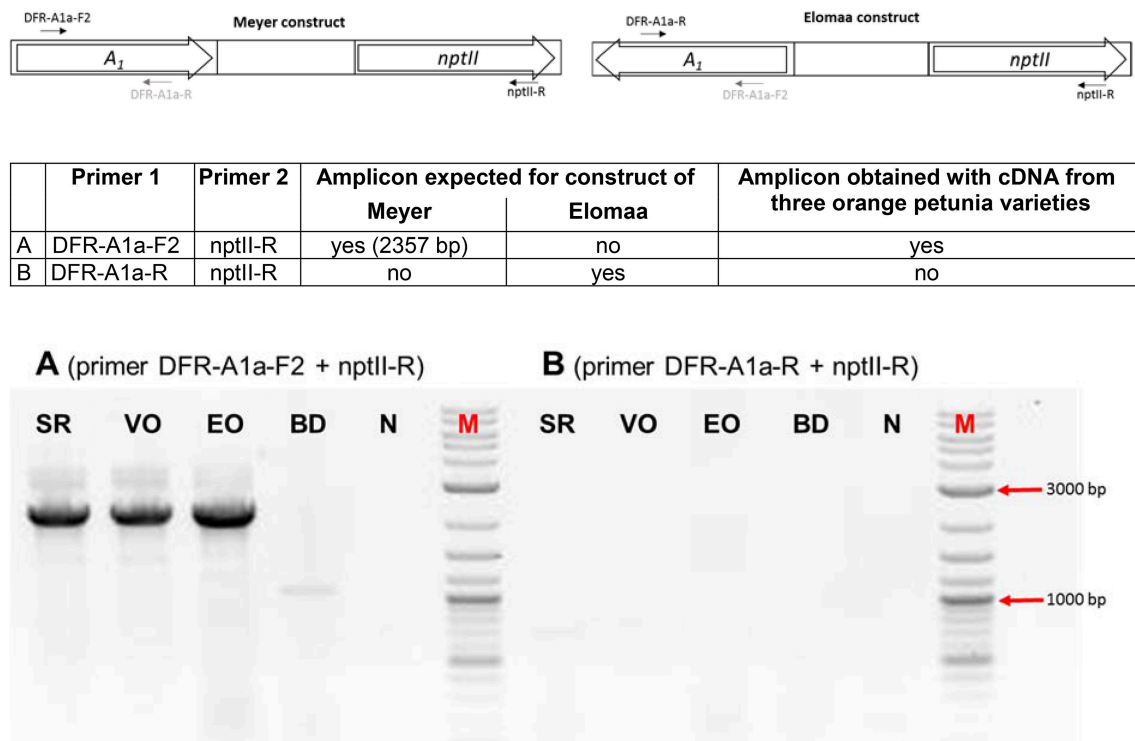 DFR-A1a-F2
Meyer construct
A1
nptII
DFR-A1a-R
nptII-R
Elomaa construct
DFR-A1a-R
A1
nptII
DFR-A1a-F2
nptII-R
Primer 1 Primer 2 Amplicon expected for construct of Amplicon obtained with cDNA from three orange petunia varieties
Meyer Elomaa
A DFR-A1a-F2 nptII-R yes (2357 bp) no yes
B DFR-A1a-R nptII-R no yes no
A (primer DFR-A1a-F2 + nptII-R)
SR VO EO BD N M
B (primer DFR-A1a-R + nptII-R)
SR VO EO BD N M
3000 bp
1000 bp